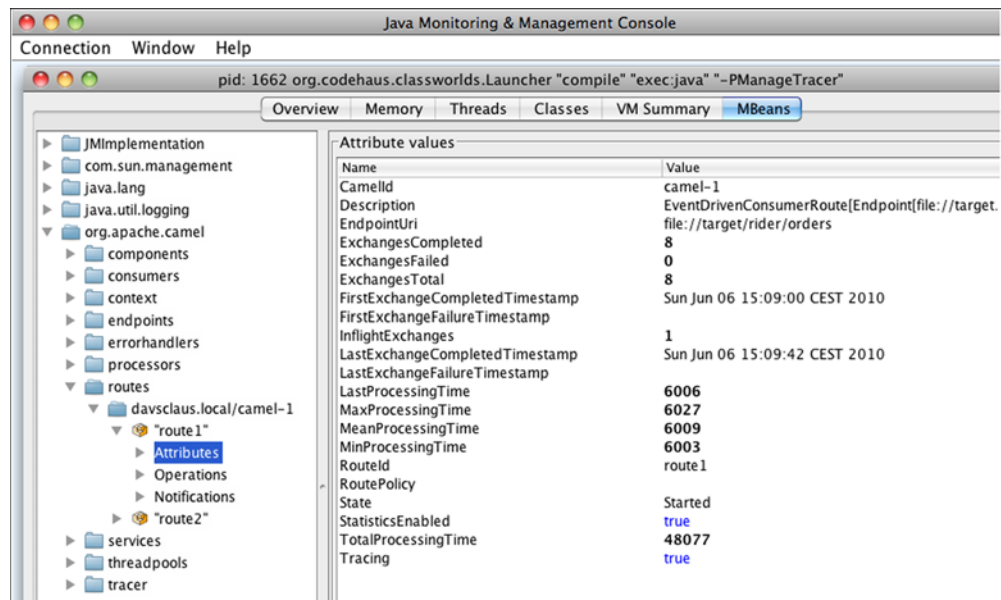 Java Monitoring & Management Console
Connection Window Help
pid: 1662 org.codehaus.classworlds.Launcher "compile" "exec:java" "-PManageTracer"
Overview Memory Threads Classes VM Summary MBeans
JMImplementation
com.sun.management
java.lang
java.util.logging
org.apache.camel
components
consumers
context
endpoints
errorhandlers
processors
routes
davsclaus.local/camel-1
"route1"
Attributes
Operations
Notifications
"route2"
services
threadpools
tracer
Attribute values
Name Value
CamelId camel-1
Description EventDrivenConsumerRoute[Endpoint[file://target.
EndpointUri file://target/rider/orders
ExchangesCompleted 8
ExchangesFailed 0
ExchangesTotal 8
FirstExchangeCompletedTimestamp Sun Jun 06 15:09:00 CEST 2010
FirstExchangeFailureTimestamp
InflightExchanges 1
LastExchangeCompletedTimestamp Sun Jun 06 15:09:42 CEST 2010
LastExchangeFailureTimestamp
LastProcessingTime 6006
MaxProcessingTime 6027
MeanProcessingTime 6009
MinProcessingTime 6003
RouteId route1
RoutePolicy
State Started
StatisticsEnabled true
TotalProcessingTime 48077
Tracing true